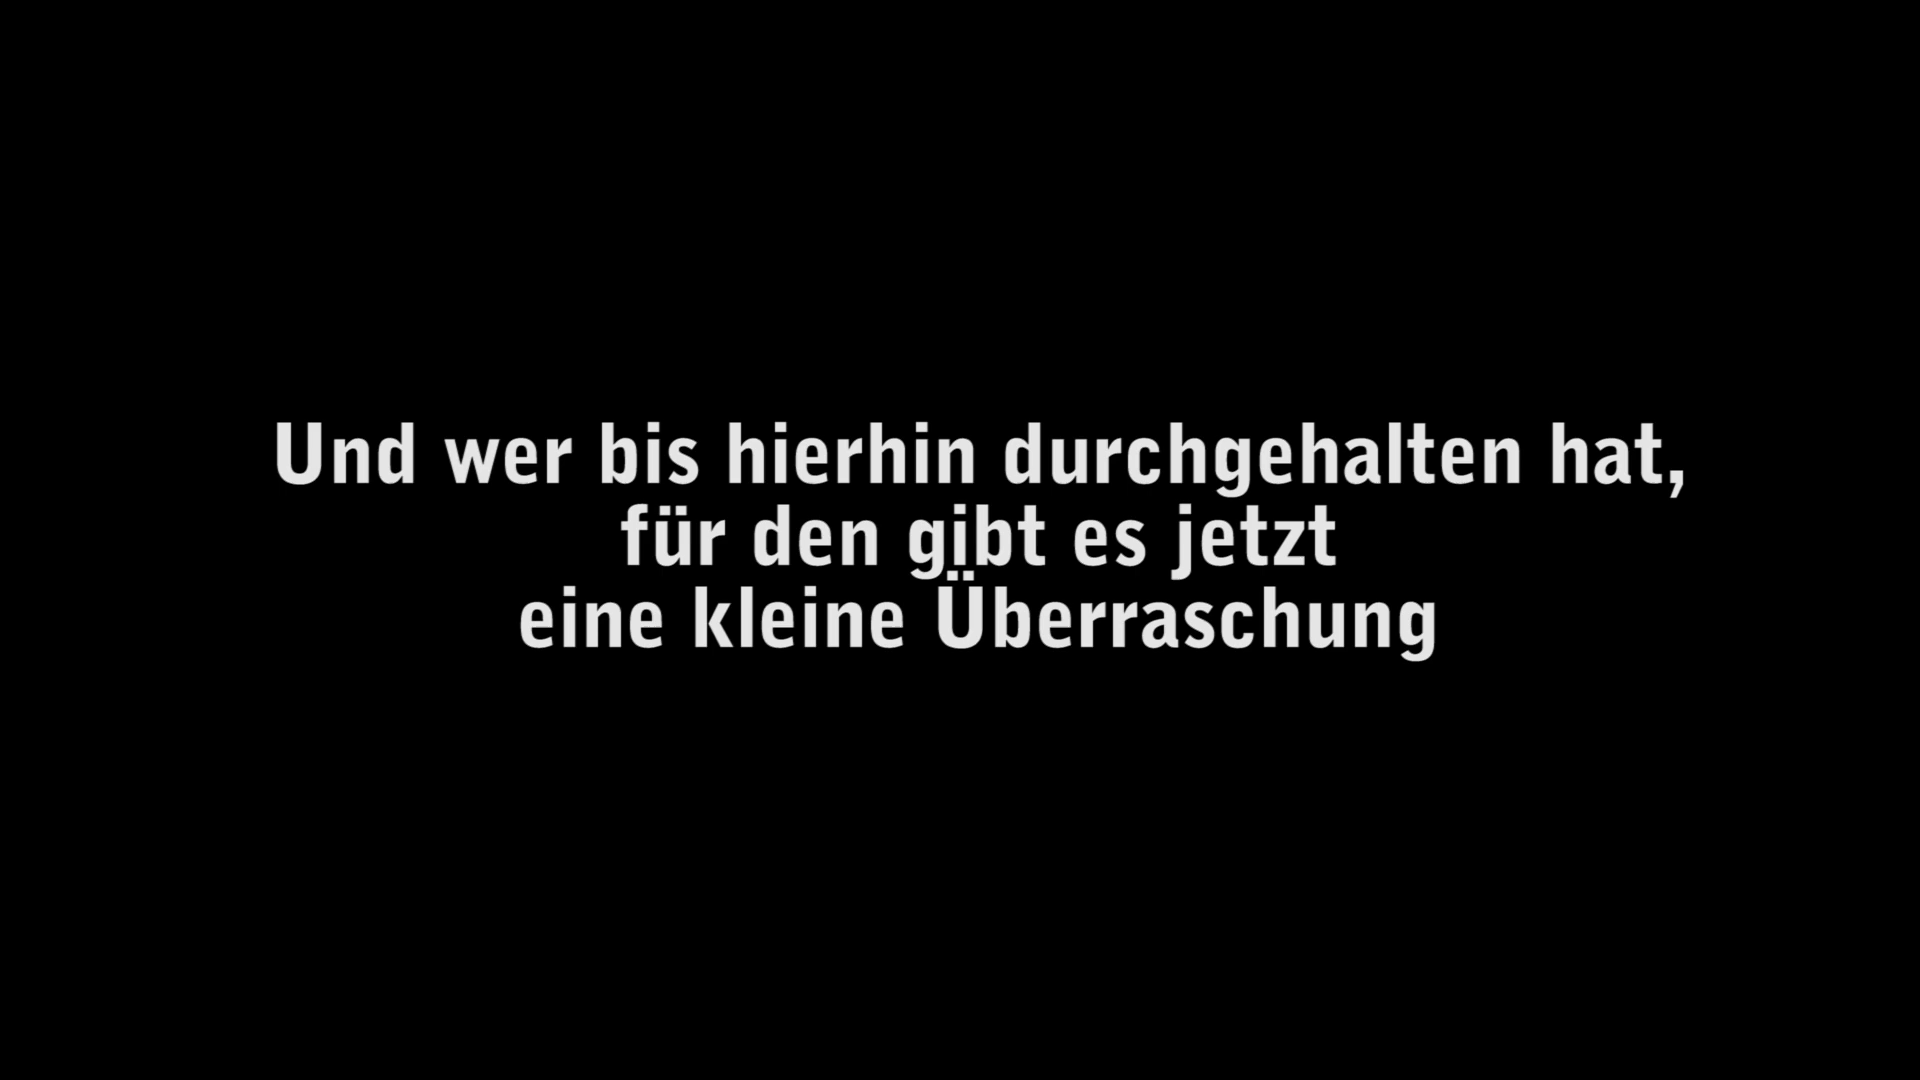 Und wer bis hierhin durchgehalten hat,
für den gibt es jetzt
eine kleine Überraschung